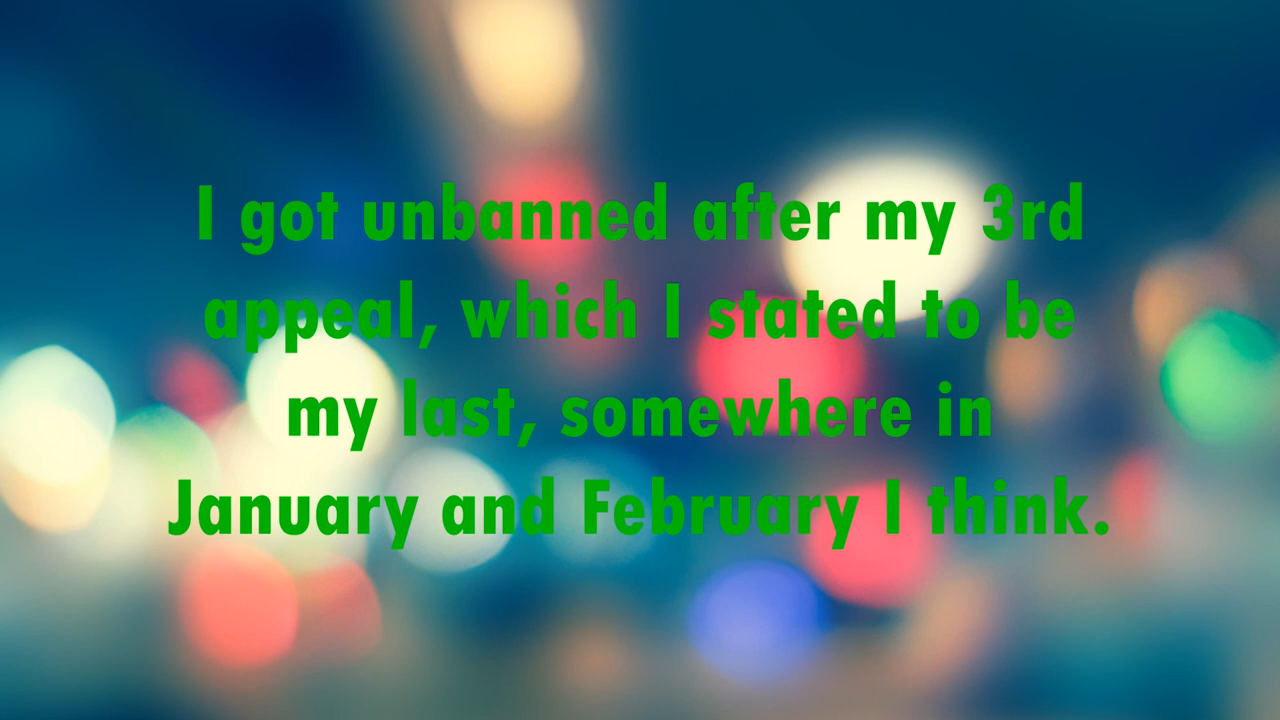 I got unbanned after my 3rd
appeal, which I stated to be
my last, somewhere in
January and February I think.